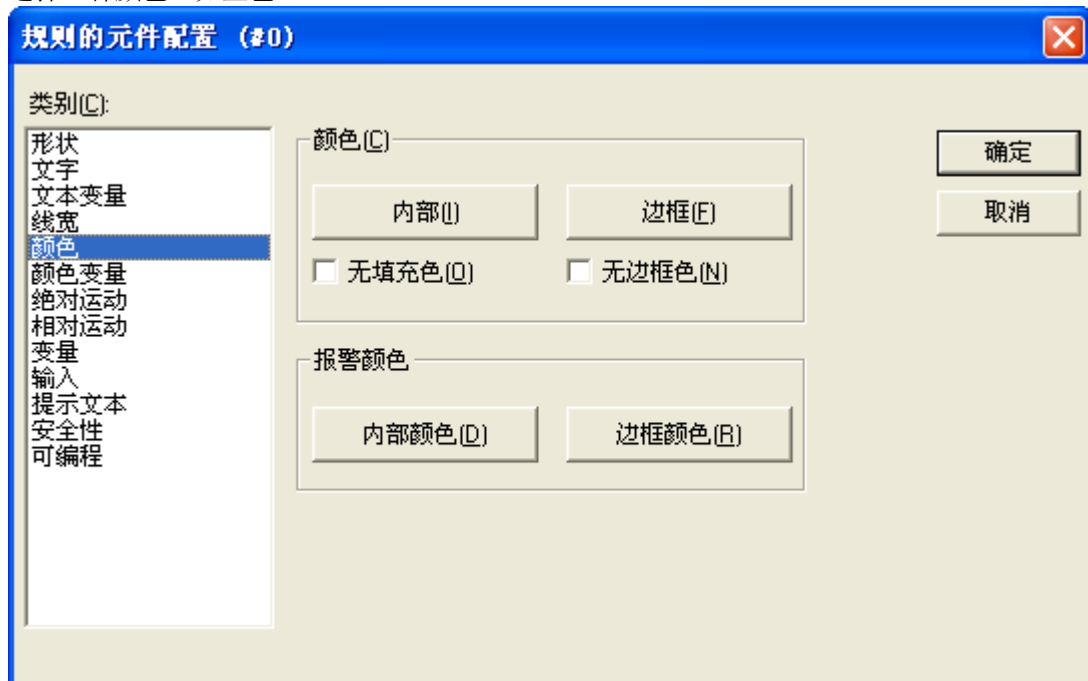 规则的元件配置 (#0)
类别(C):
形状
文字
文本变量
线宽
颜色
颜色变量
绝对运动
相对运动
变量
输入
提示文本
安全性
可编程
颜色(C)
内部(I)
边框(F)
无填充色(O)
无边框色(N)
报警颜色
内部颜色(D)
边框颜色(R)
确定
取消